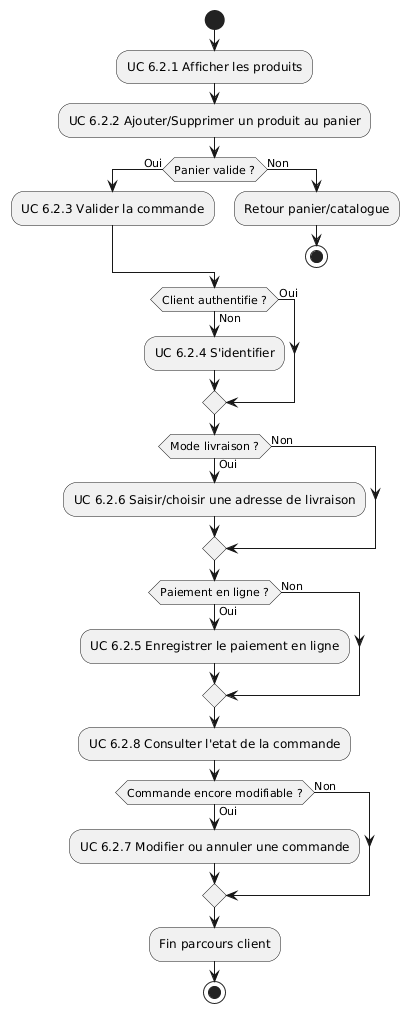 UC 6.2.1 Afficher les produits
UC 6.2.2 Ajouter/Supprimer un produit au panier
Oui
Panier valide ?
Non
UC 6.2.3 Valider la commande
Retour panier/catalogue
Client authentifie ?
Oui
Non
UC 6.2.4 S'identifier
Mode livraison ?
Non
Oui
UC 6.2.6 Saisir/choisir une adresse de livraison
Paiement en ligne ?
Non
Oui
UC 6.2.5 Enregistrer le paiement en ligne
UC 6.2.8 Consulter l'etat de la commande
Commande encore modifiable ?
Non
Oui
UC 6.2.7 Modifier ou annuler une commande
Fin parcours client